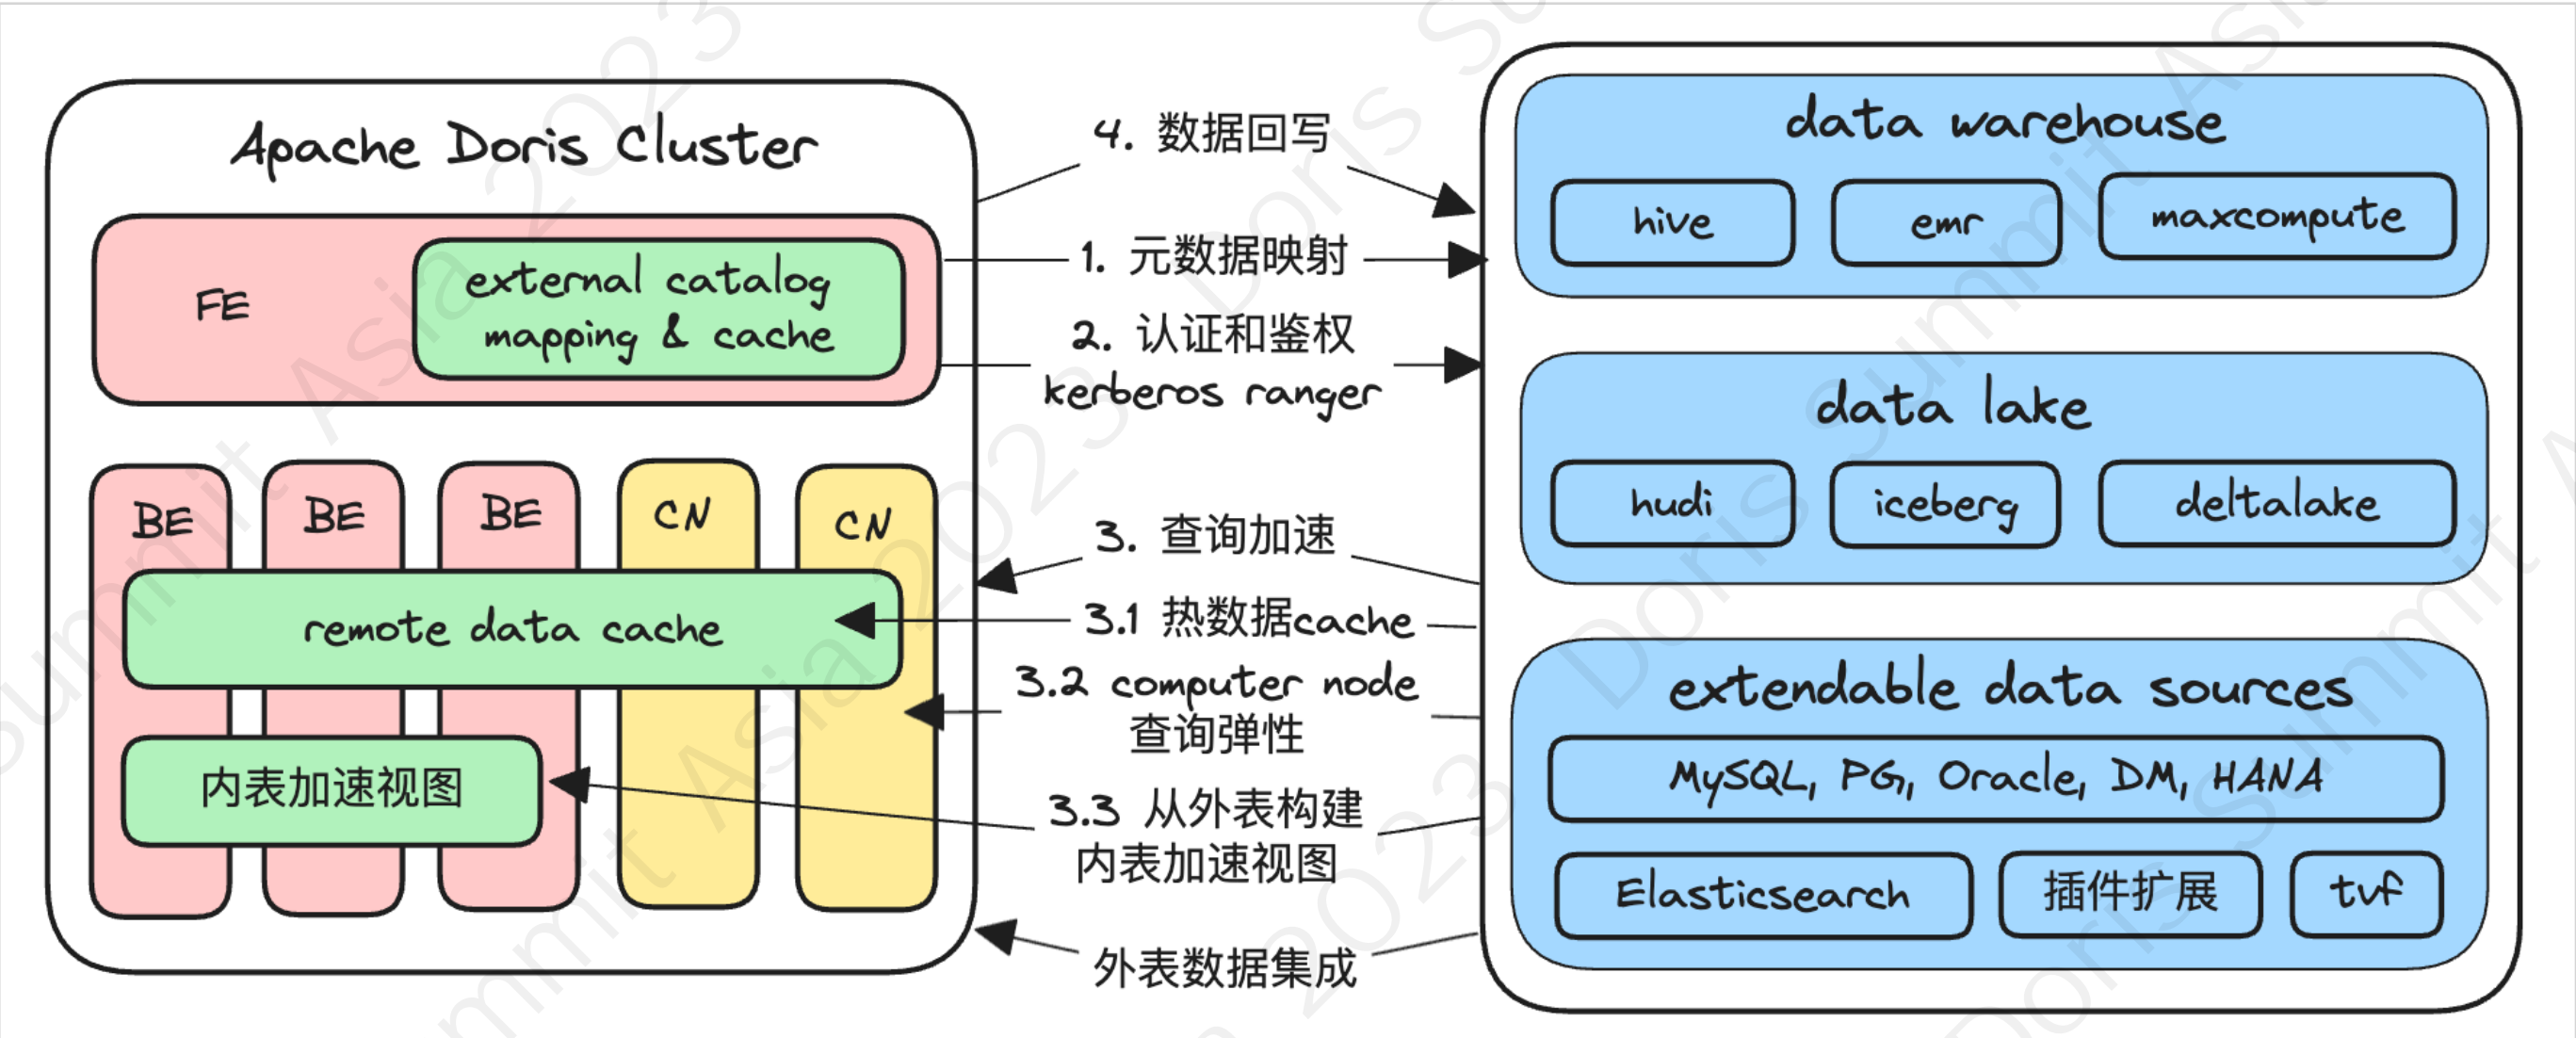 Apache Doris Cluster
FE
external catalog
mapping & cache
BE
BE
BE
CN
CN
remote data cache
内表加速视图
4. 数据回写
1. 元数据映射
2. 认证和鉴权
kerberos ranger
3. 查询加速
3.1 热数据cache
3.2 computer node
查询弹性
3.3 从外表构建
内表加速视图
外表数据集成
data warehouse
hive
emr
maxcompute
data lake
hudi
iceberg
deltalake
extendable data sources
MySQL, PG, Oracle, DM, HANA
Elasticsearch
插件扩展
tvf
Doris Summit Asia 2023